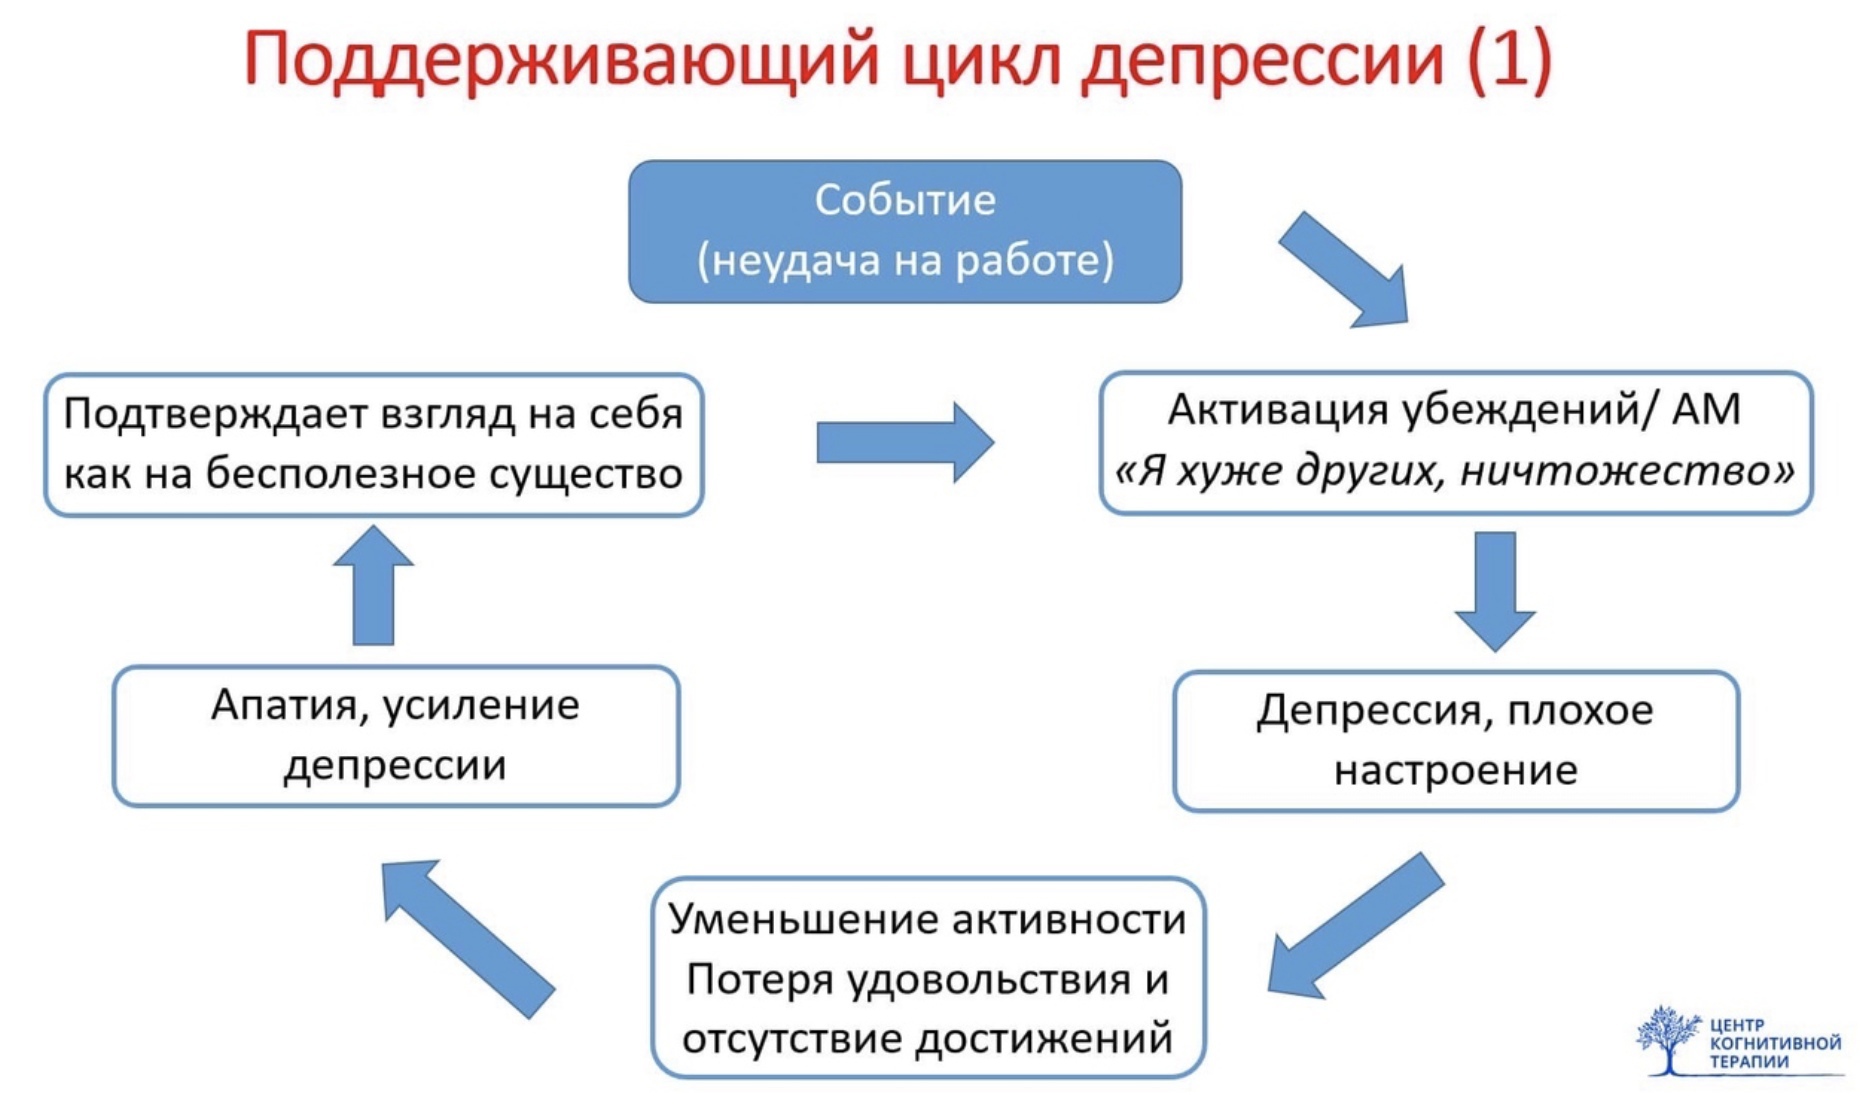 Поддерживающий цикл депрессии (1)
Событие
(неудача на работе)
Подтверждает взгляд на себя
как на бесполезное существо
Активация убеждений/ АМ
«Я хуже других, ничтожество»
Апатия, усиление
депрессии
Депрессия, плохое
настроение
Уменьшение активности
Потеря удовольствия и
отсутствие достижений
ЦЕНТР
КОГНИТИВНОЙ
ТЕРАПИИ